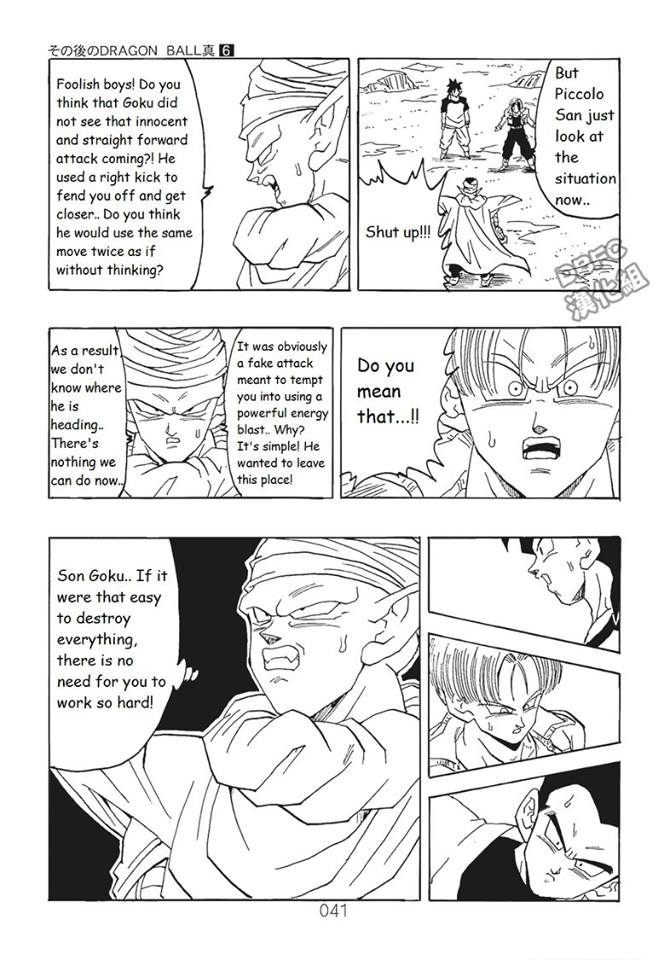 その後のDRAGON BALL真 6
But
Piccolo
San just
look at
the
situation
now..
Shut up!!!
Foolish boys! Do you
think that Goku did
not see that innocent
and straight forward
attack coming?! He
used a right kick to
fend you off and get
closer.. Do you think
he would use the same
move twice as if
without thinking?
Do you
mean
that...!!
It was obviously
a fake attack
meant to tempt
you into using a
powerful energy
blast.. Why?
It's simple! He
wanted to leave
this place!
As a result
we don't
know where
he is
heading..
There's
nothing we
can do now..
Son Goku.. If it
were that easy
to destroy
everything,
there is no
need for you to
work so hard!
DBFC
漢化組
041